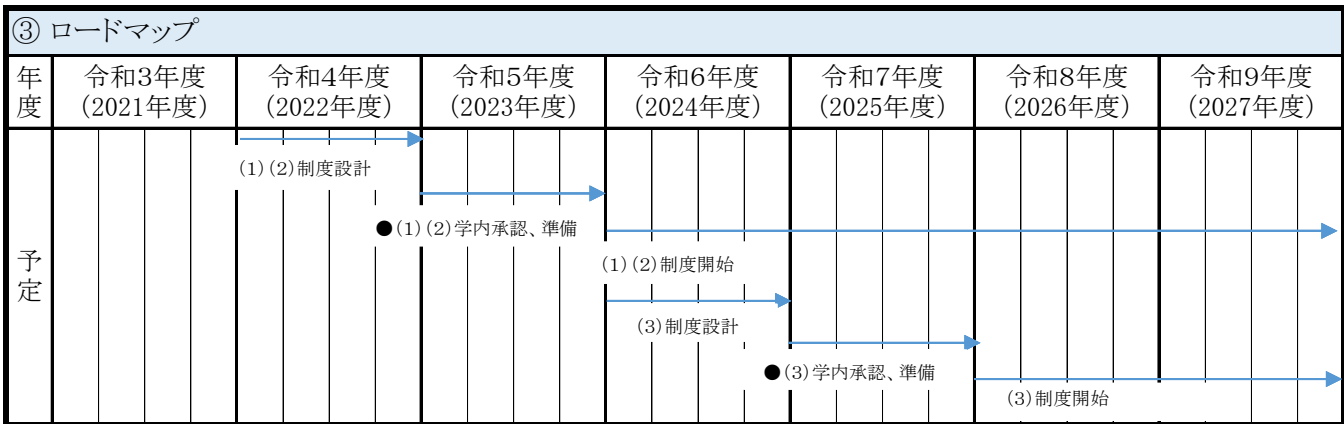 ③ ロードマップ
年度
令和3年度
(2021年度)
令和4年度
(2022年度)
令和5年度
(2023年度)
令和6年度
(2024年度)
令和7年度
(2025年度)
令和8年度
(2026年度)
令和9年度
(2027年度)
予定
(1)(2)制度設計
●(1)(2)学内承認、準備
(1)(2)制度開始
(3)制度設計
●(3)学内承認、準備
(3)制度開始